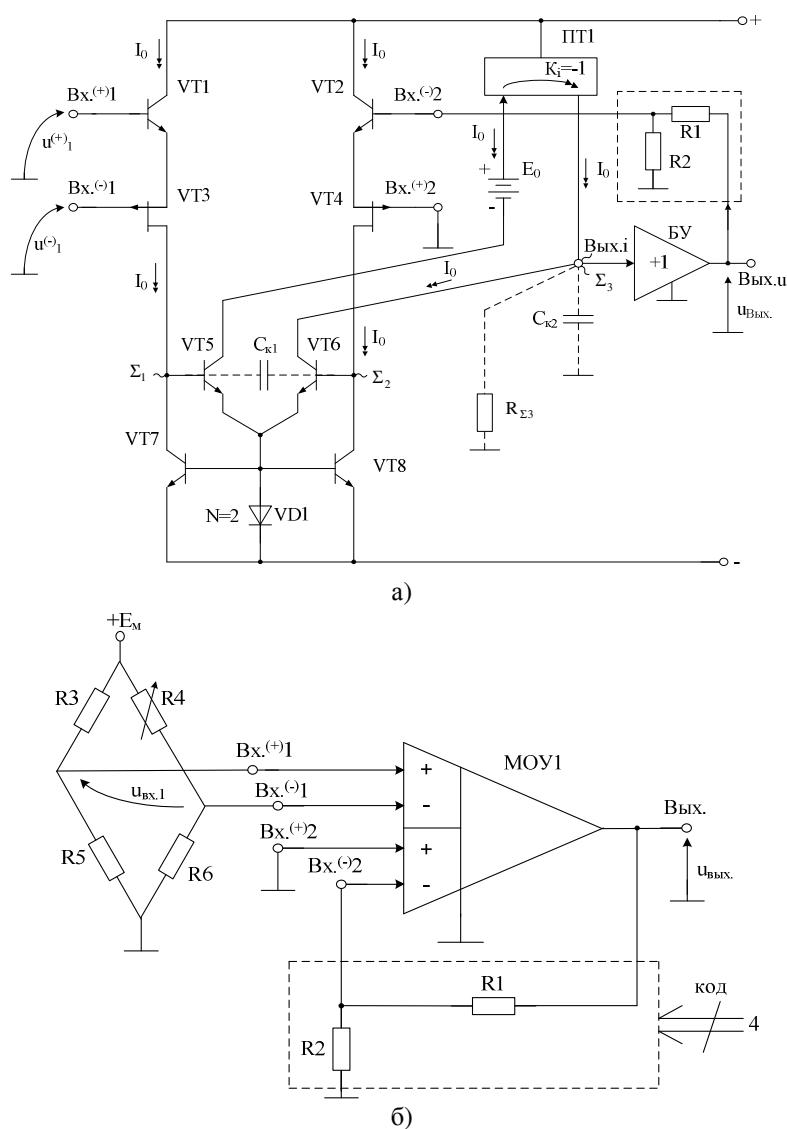 +
ПТ1
I₀
I₀
Kᵢ=-1
VT1
VT2
Вх.⁽⁺⁾1
Вх.⁽⁻⁾2
R1
R2
u⁽⁺⁾₁
I₀
+
E₀
-
I₀
Вх.⁽⁻⁾1
VT3
VT4
Вх.⁽⁺⁾2
u⁽⁻⁾₁
БУ
Вых.i
+1
Вых.u
I₀
I₀
Σ₃
uВых.
Cк2
VT5
Cк1
VT6
I₀
Σ₁
Σ₂
RΣ3
VT7
VT8
N=2
VD1
-
а)
+Eм
R3
R4
Вх.⁽⁺⁾1
МОУ1
+
uвх.1
Вх.⁽⁻⁾1
-
Вых.
Вх.⁽⁺⁾2
+
R5
R6
Вх.⁽⁻⁾2
-
uвых.
R1
код
4
R2
б)